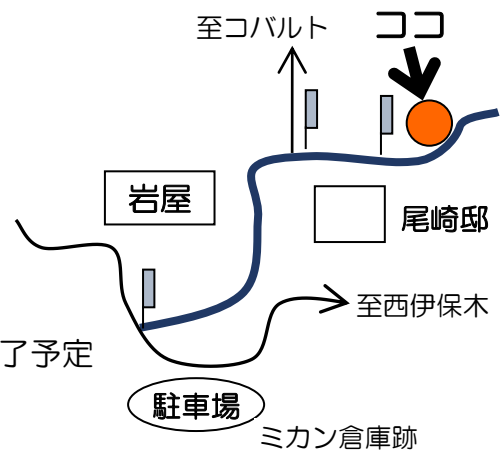 至コバルト
ココ
岩屋
尾崎邸
至西伊保木
了予定
駐車場
ミカン倉庫跡